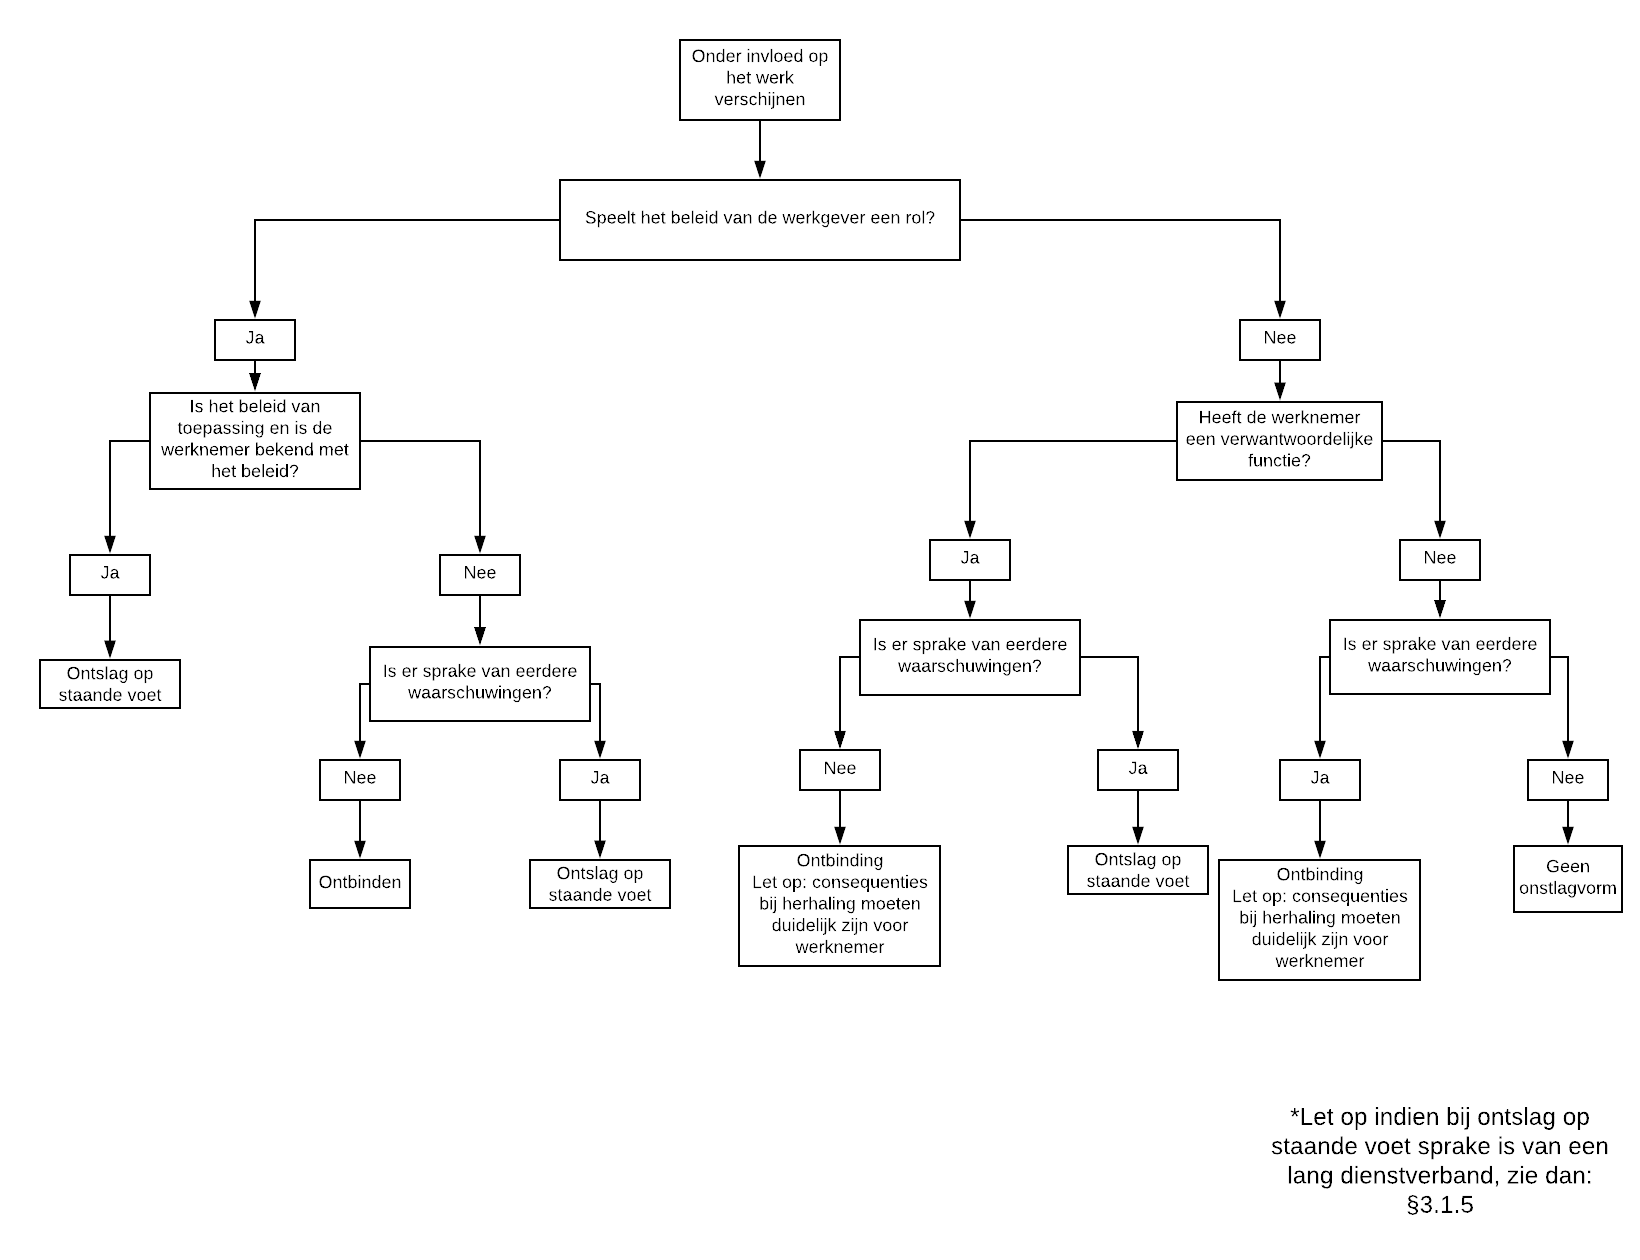 Onder invloed op
het werk
verschijnen
Speelt het beleid van de werkgever een rol?
Ja
Nee
Is het beleid van
toepassing en is de
werknemer bekend met
het beleid?
Heeft de werknemer
een verwantwoordelijke
functie?
Ja
Nee
Ja
Nee
Ontslag op
staande voet
Is er sprake van eerdere
waarschuwingen?
Is er sprake van eerdere
waarschuwingen?
Is er sprake van eerdere
waarschuwingen?
Nee
Ja
Nee
Ja
Ja
Nee
Ontbinden
Ontslag op
staande voet
Ontbinding
Let op: consequenties
bij herhaling moeten
duidelijk zijn voor
werknemer
Ontslag op
staande voet
Ontbinding
Let op: consequenties
bij herhaling moeten
duidelijk zijn voor
werknemer
Geen
onstlagvorm
*Let op indien bij ontslag op
staande voet sprake is van een
lang dienstverband, zie dan:
§3.1.5